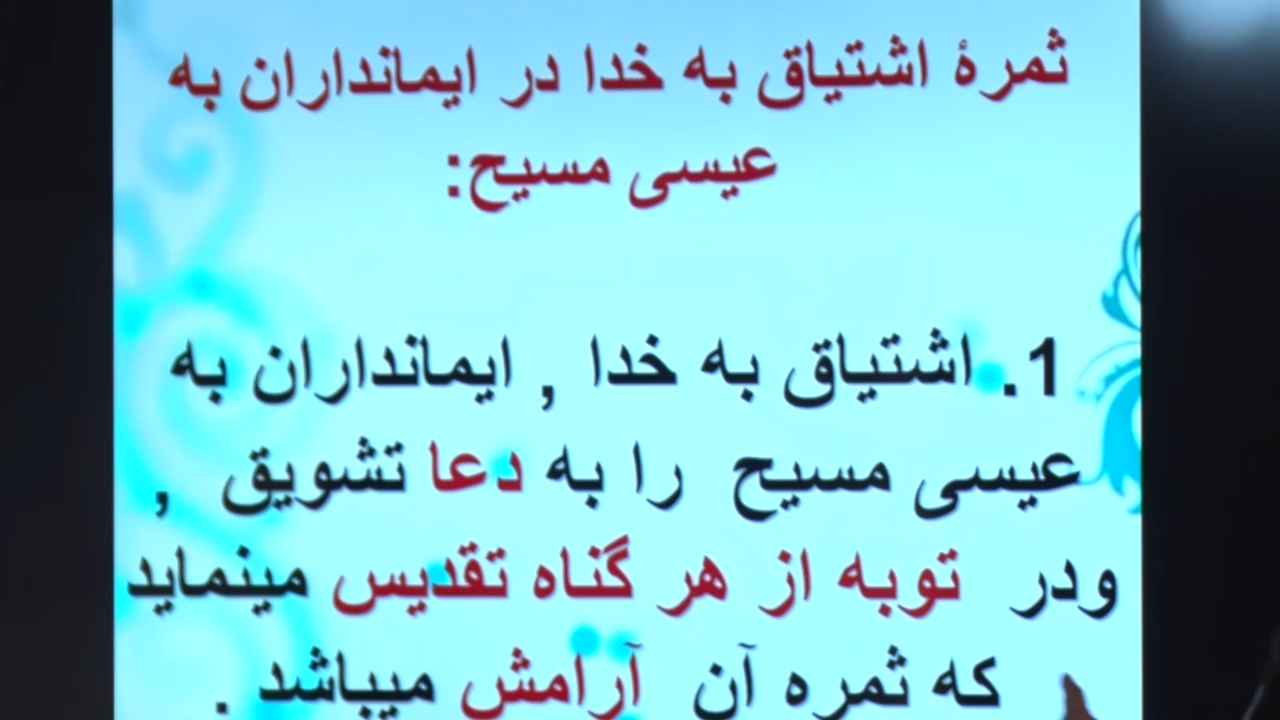 ثمرهٔ اشتیاق به خدا در ایمانداران به
عیسی مسیح:
1. اشتیاق به خدا , ایمانداران به
عیسی مسیح را به دعا تشویق ,
ودر توبه از هر گناه تقدیس مینماید
که ثمره آن آرامش میباشد .